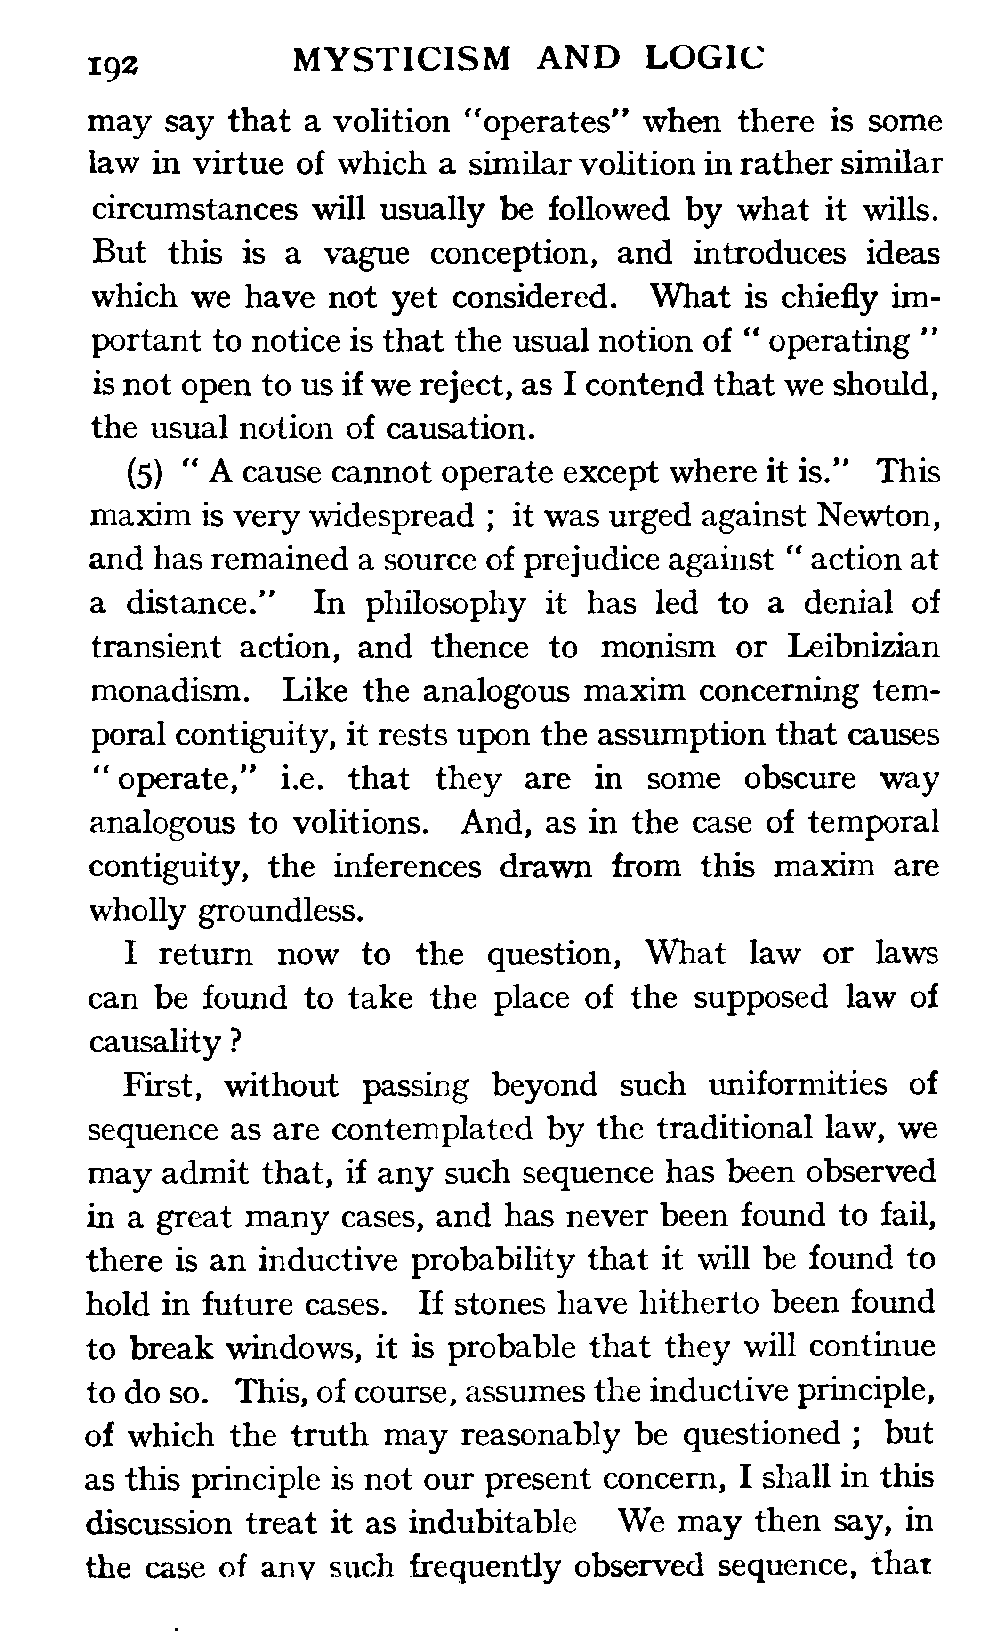 192 MYSTICISM AND LOGIC
may say that a volition "operates" when there is some
law in virtue of which a similar volition in rather similar
circumstances will usually be followed by what it wills.
But this is a vague conception, and introduces ideas
which we have not yet considered. What is chiefly im-
portant to notice is that the usual notion of " operating "
is not open to us if we reject, as I contend that we should,
the usual notion of causation.
(5) " A cause cannot operate except where it is." This
maxim is very widespread ; it was urged against Newton,
and has remained a source of prejudice against " action at
a distance." In philosophy it has led to a denial of
transient action, and thence to monism or Leibnizian
monadism. Like the analogous maxim concerning tem-
poral contiguity, it rests upon the assumption that causes
" operate," i.e. that they are in some obscure way
analogous to volitions. And, as in the case of temporal
contiguity, the inferences drawn from this maxim are
wholly groundless.
I return now to the question, What law or laws
can be found to take the place of the supposed law of
causality ?
First, without passing beyond such uniformities of
sequence as are contemplated by the traditional law, we
may admit that, if any such sequence has been observed
in a great many cases, and has never been found to fail,
there is an inductive probability that it will be found to
hold in future cases. If stones have hitherto been found
to break windows, it is probable that they will continue
to do so. This, of course, assumes the inductive principle,
of which the truth may reasonably be questioned ; but
as this principle is not our present concern, I shall in this
discussion treat it as indubitable We may then say, in
the case of any such frequently observed sequence, that